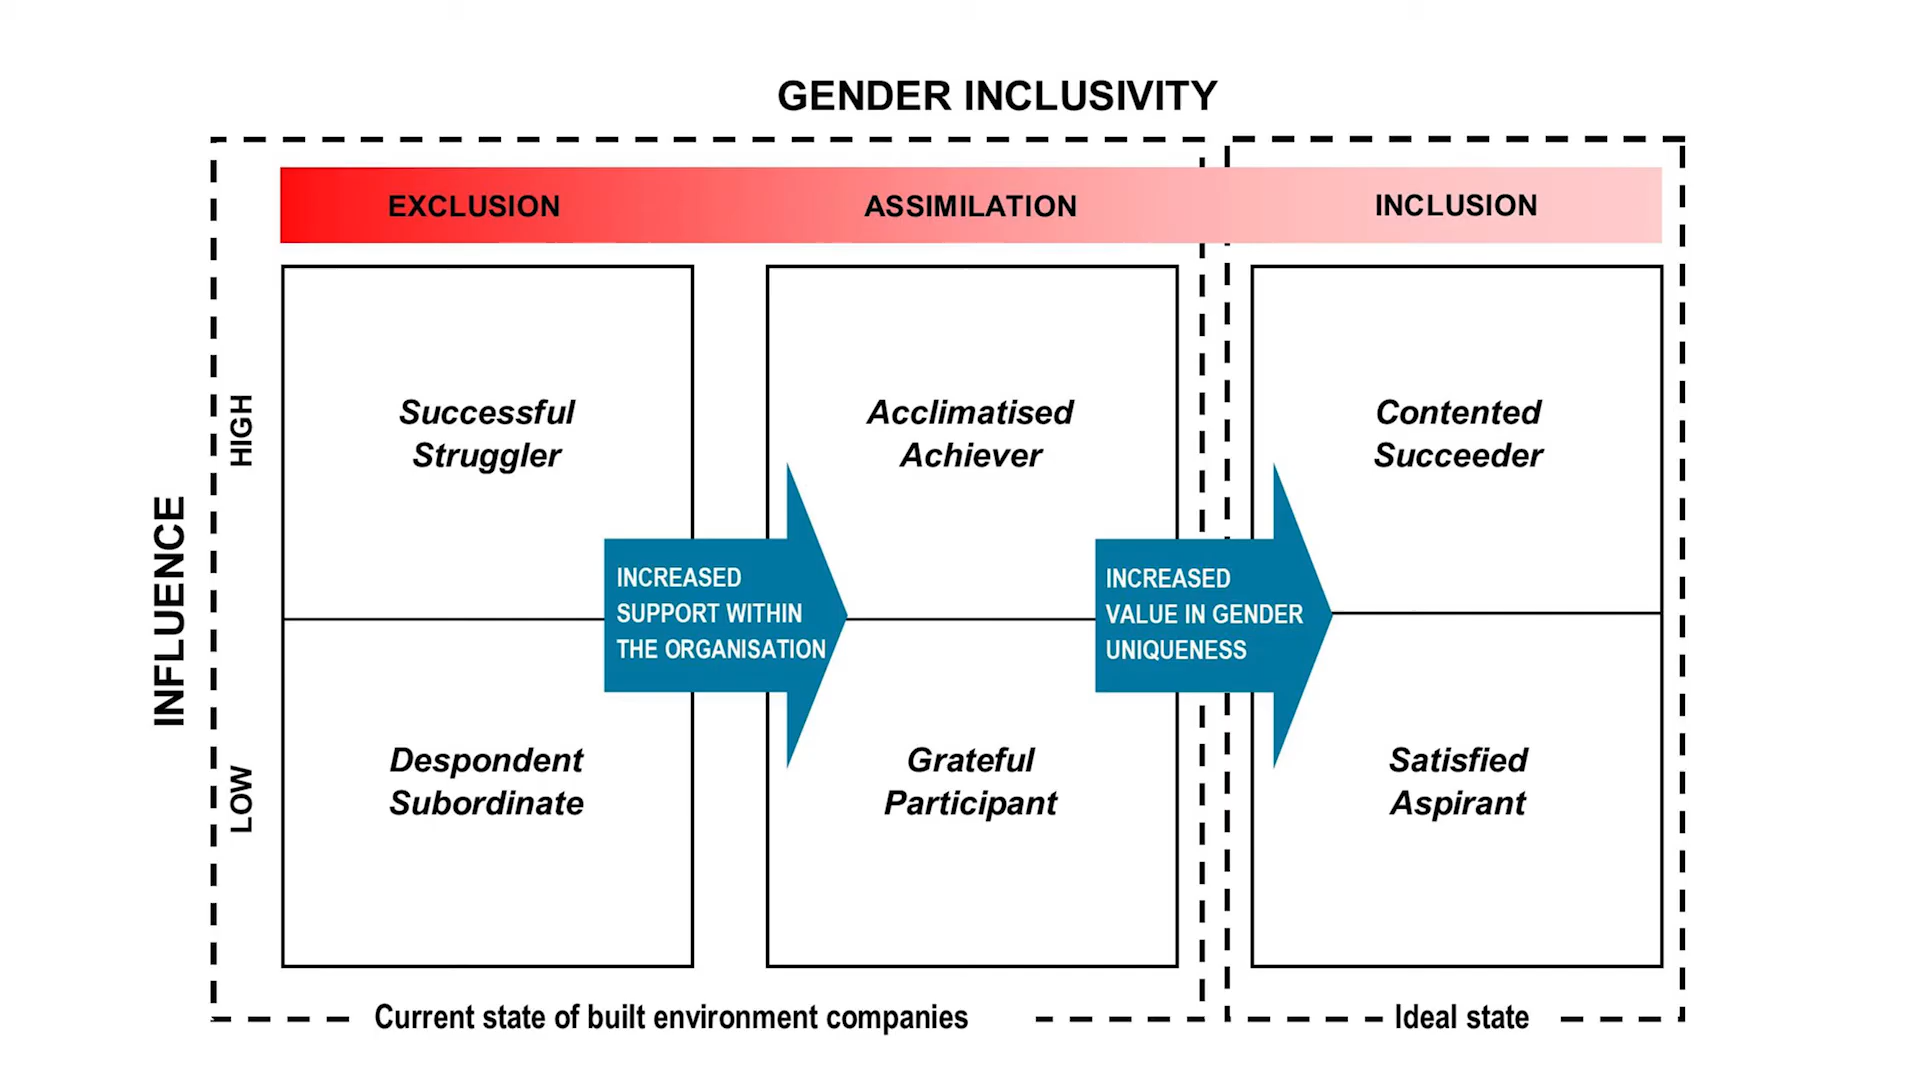 GENDER INCLUSIVITY
EXCLUSION
ASSIMILATION
INCLUSION
INFLUENCE
HIGH
LOW
Successful
Struggler
Acclimatised
Achiever
Contented
Succeeder
INCREASED
SUPPORT WITHIN
THE ORGANISATION
INCREASED
VALUE IN GENDER
UNIQUENESS
Despondent
Subordinate
Grateful
Participant
Satisfied
Aspirant
Current state of built environment companies
Ideal state